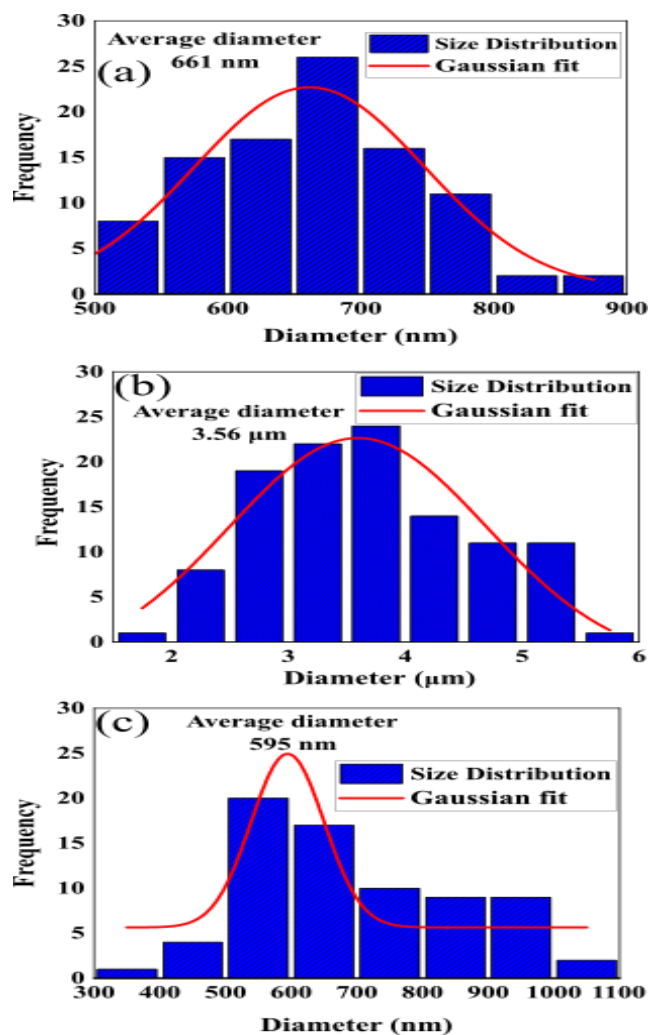 Average diameter
661 nm
(a)
Size Distribution
Gaussian fit
Frequency
30
25
20
15
10
5
0
500 600 700 800 900
Diameter (nm)
(b)
Average diameter
3.56 μm
Size Distribution
Gaussian fit
Frequency
30
25
20
15
10
5
0
2 3 4 5 6
Diameter (μm)
(c)
Average diameter
595 nm
Size Distribution
Gaussian fit
Frequency
30
25
20
15
10
5
0
300 400 500 600 700 800 900 1000 1100
Diameter (nm)